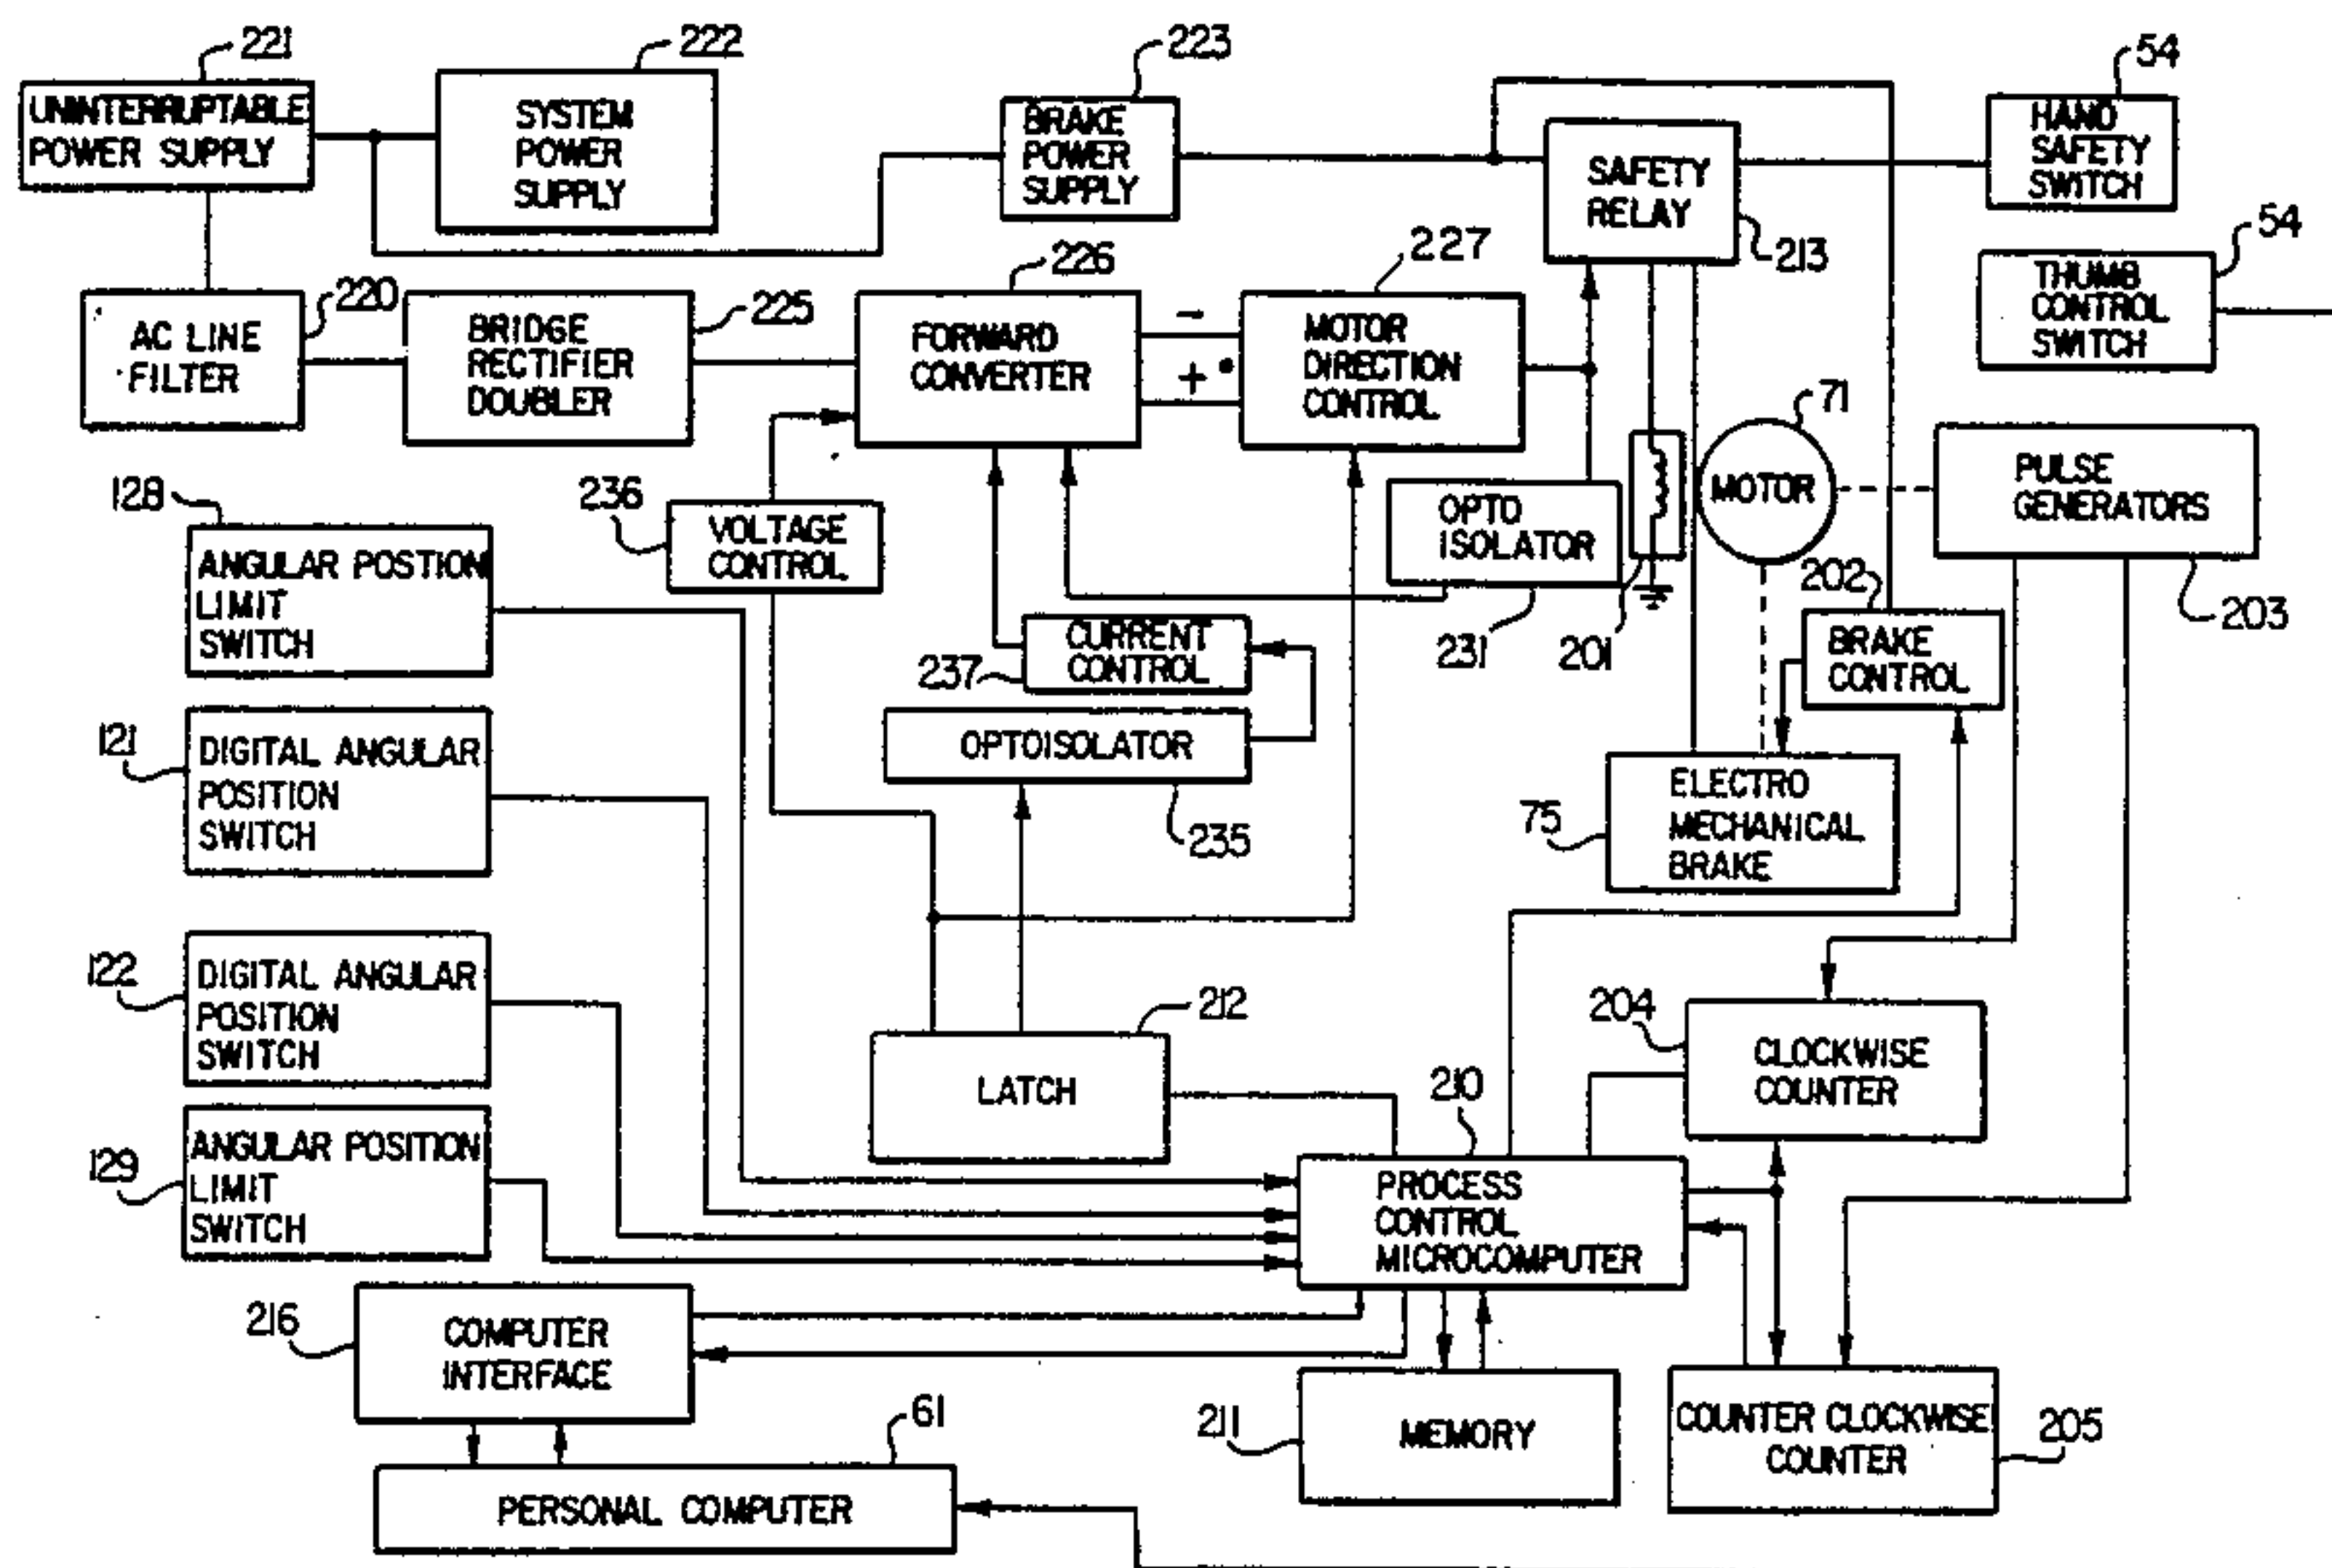 221
222
223
54
UNINTERRUPTABLE
POWER SUPPLY
SYSTEM
POWER
SUPPLY
BRAKE
POWER
SUPPLY
SAFETY
RELAY
HAND
SAFETY
SWITCH
213
54
220
225
226
227
AC LINE
FILTER
BRIDGE
RECTIFIER
DOUBLER
FORWARD
CONVERTER
-
+
MOTOR
DIRECTION
CONTROL
THUMB
CONTROL
SWITCH
71
128
236
MOTOR
PULSE
GENERATORS
ANGULAR POSTION
LIMIT
SWITCH
VOLTAGE
CONTROL
OPTO
ISOLATOR
202
203
237
CURRENT
CONTROL
231
201
BRAKE
CONTROL
121
DIGITAL ANGULAR
POSITION
SWITCH
OPTOISOLATOR
235
75
ELECTRO
MECHANICAL
BRAKE
122
DIGITAL ANGULAR
POSITION
SWITCH
212
LATCH
204
CLOCKWISE
COUNTER
210
129
ANGULAR POSITION
LIMIT
SWITCH
PROCESS
CONTROL
MICROCOMPUTER
216
COMPUTER
INTERFACE
61
211
MEMORY
COUNTER CLOCKWISE
COUNTER
205
PERSONAL COMPUTER